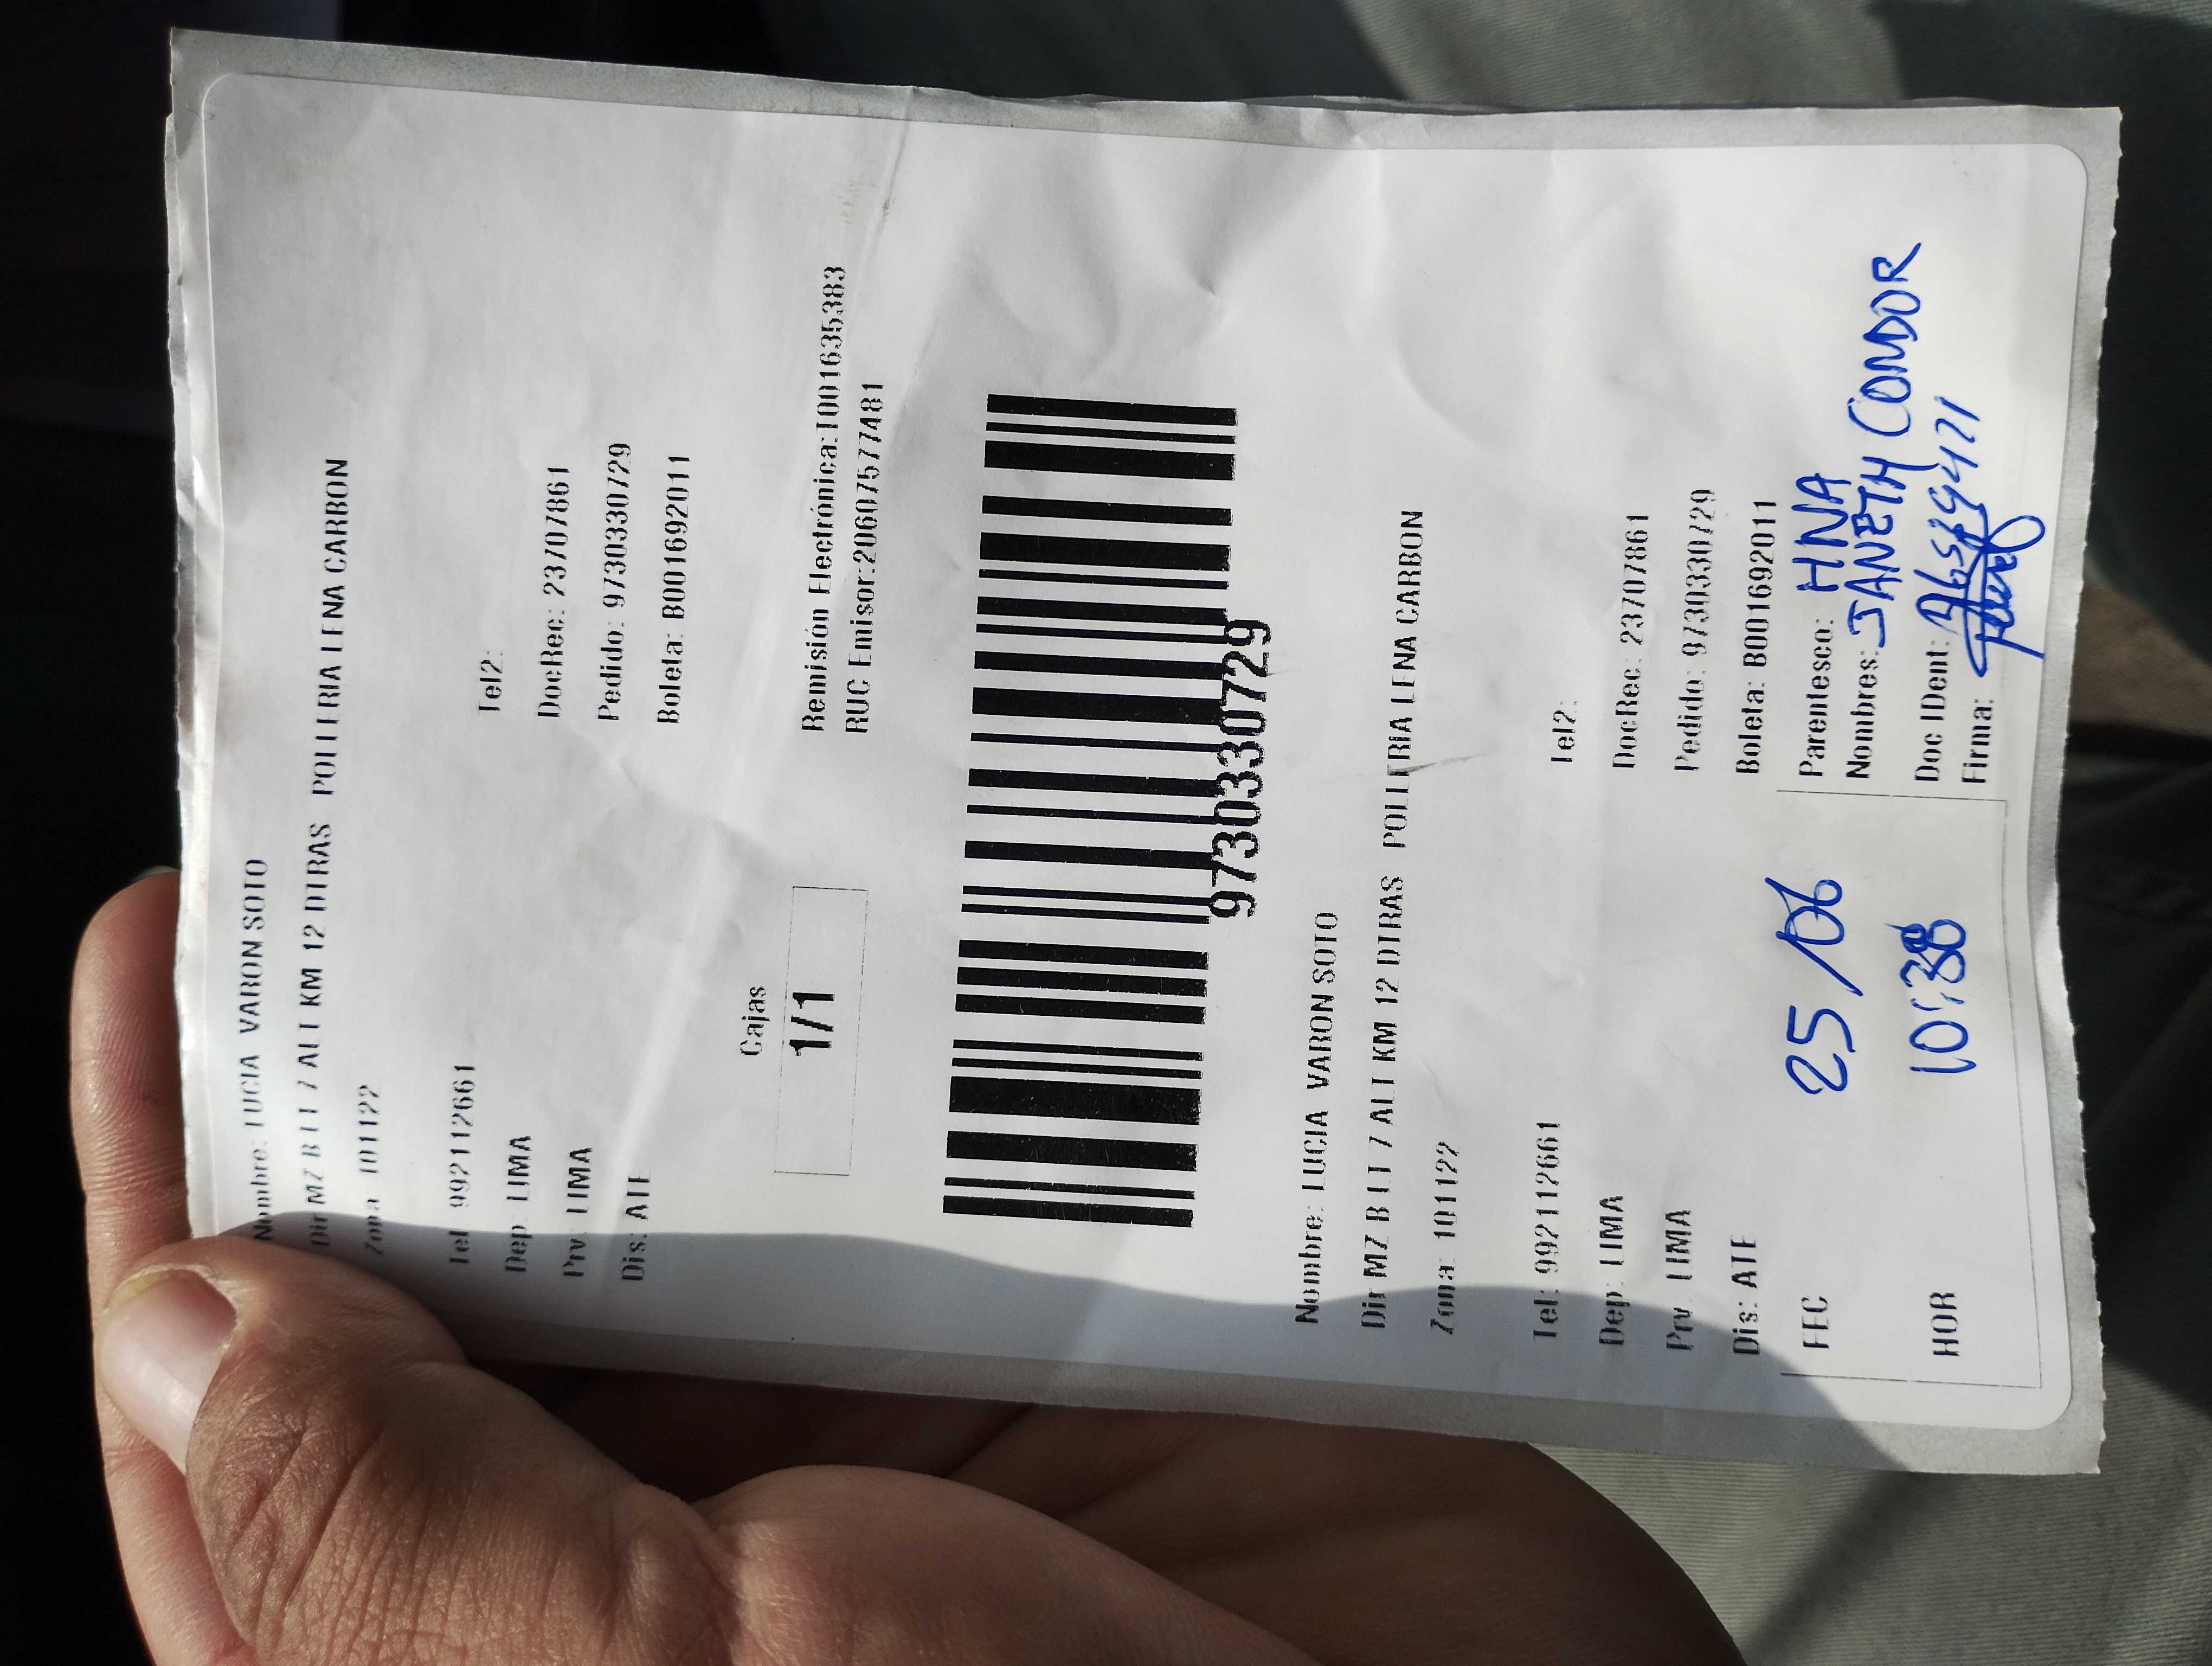 Nombre: LUCIA VARON SOTO
Dir MZ B LT 7 ALT KM 12 DTRAS POLLERIA LENA CARBON
Zona 101122
Tel: 992112661 Tel2:
Dep: LIMA DocRec: 23707861
Prv: LIMA Pedido: 9730330729
Dis: ATE Boleta: B001692011
Cajas
1/1
Remisión Electrónica:T001635383
RUC Emisor:20607577481
9730330729
Nombre: LUCIA VARON SOTO
Dir MZ B LT 7 ALT KM 12 DTRAS POLLERIA LENA CARBON
Zona: 101122
Tel: 992112661 Tel2:
Dep: LIMA DocRec: 23707861
Prv: LIMA Pedido: 9730330729
Dis: ATE Boleta: B001692011
FEC 25/06
Parentesco: HNA
Nombres: JANETH CONDOR
HOR
Doc IDent:
Firma: